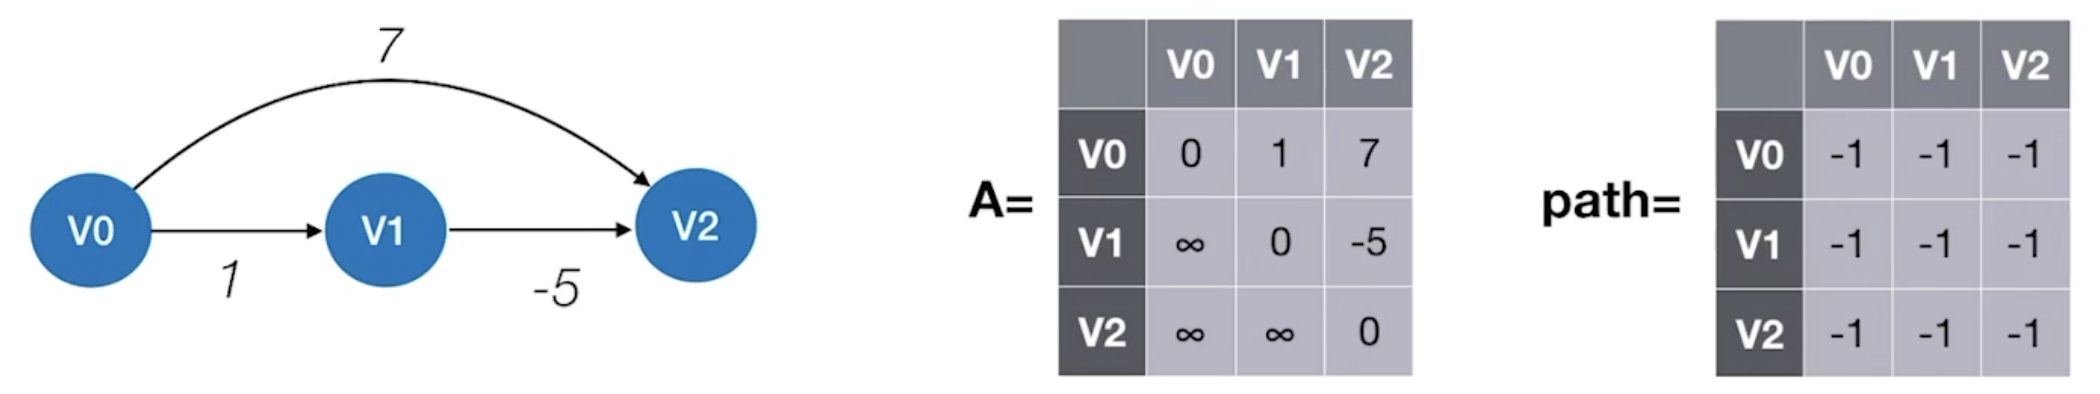 7
V0
V1
V2
1
-5
A=
V0 V1 V2
V0 0 1 7
V1 ∞ 0 -5
V2 ∞ ∞ 0
path=
V0 V1 V2
V0 -1 -1 -1
V1 -1 -1 -1
V2 -1 -1 -1